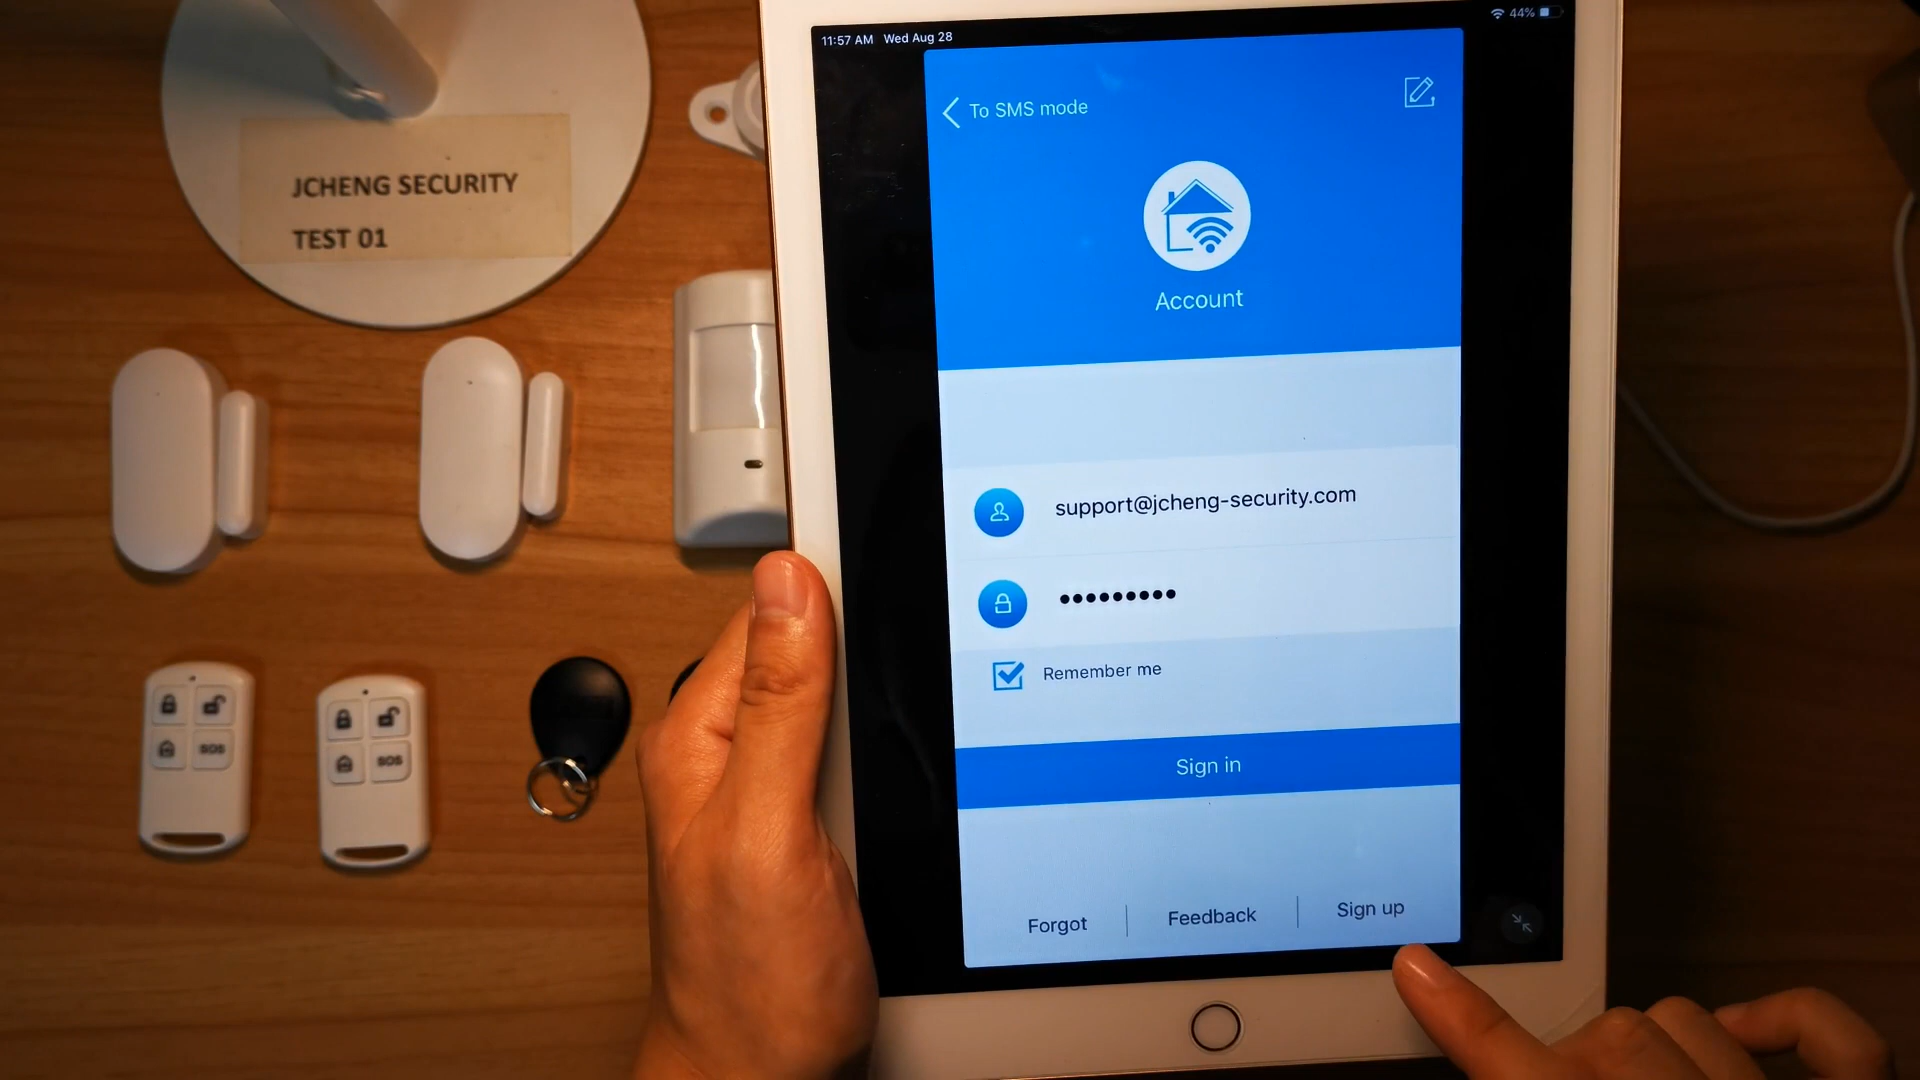 JCHENG SECURITY
TEST 01
11:57 AM Wed Aug 28
44%
To SMS mode
Account
support@jcheng-security.com
•••••••••
Remember me
Sign in
Forgot
Feedback
Sign up
SOS
SOS